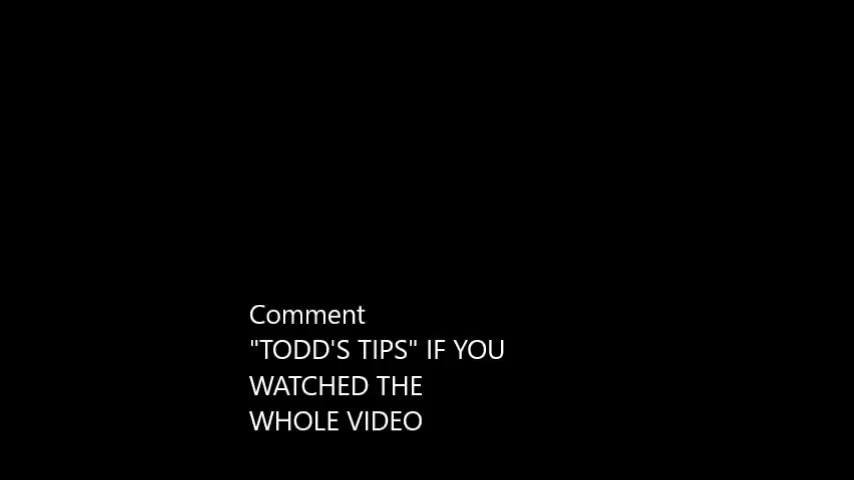 Comment
"TODD'S TIPS" IF YOU
WATCHED THE
WHOLE VIDEO